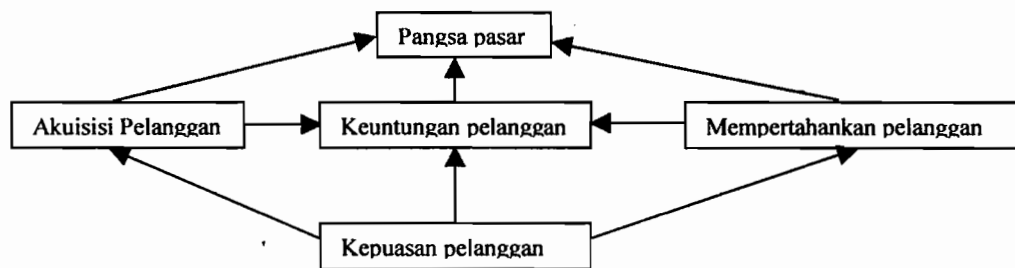 Pangsa pasar
Akuisisi Pelanggan
Keuntungan pelanggan
Mempertahankan pelanggan
Kepuasan pelanggan